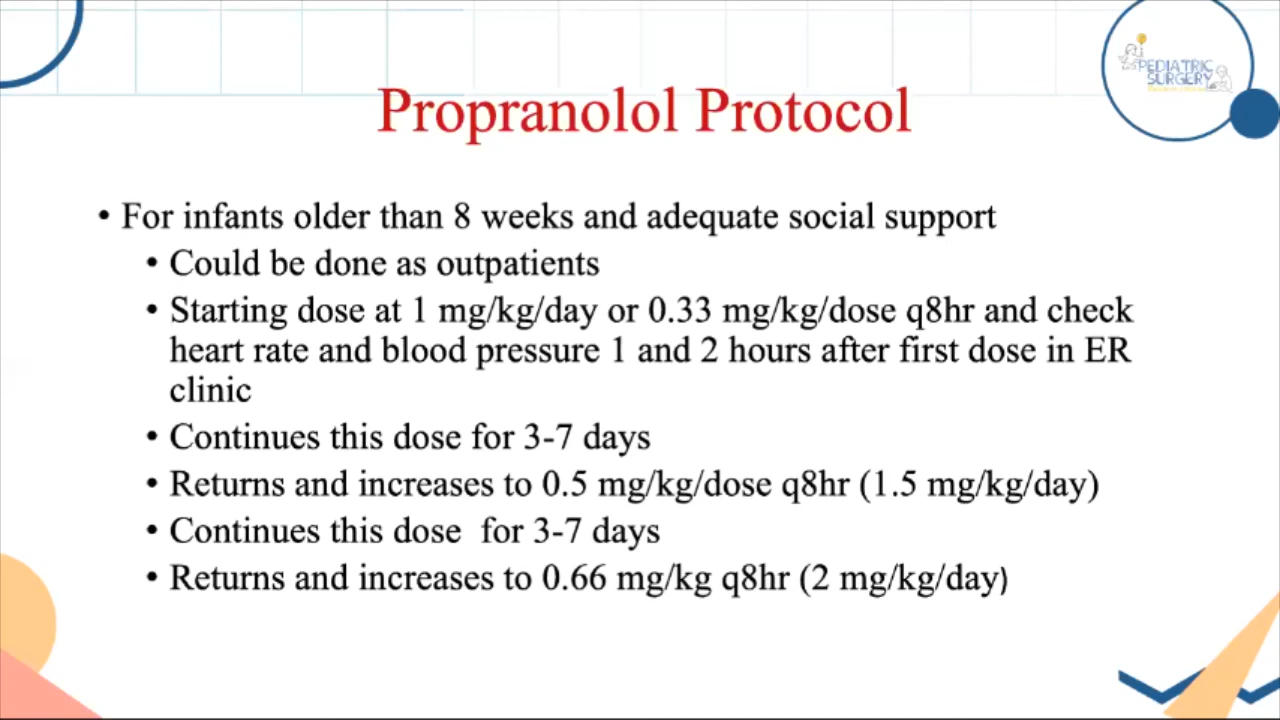 PEDIATRIC
SURGERY
Propranolol Protocol
• For infants older than 8 weeks and adequate social support
• Could be done as outpatients
• Starting dose at 1 mg/kg/day or 0.33 mg/kg/dose q8hr and check
heart rate and blood pressure 1 and 2 hours after first dose in ER
clinic
• Continues this dose for 3-7 days
• Returns and increases to 0.5 mg/kg/dose q8hr (1.5 mg/kg/day)
• Continues this dose  for 3-7 days
• Returns and increases to 0.66 mg/kg q8hr (2 mg/kg/day)